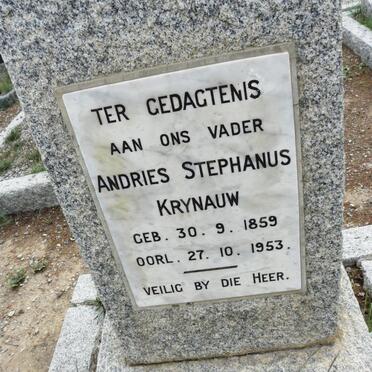 TER GEDAGTENIS
AAN ONS VADER
ANDRIES STEPHANUS
KRYNAUW
GEB. 30. 9. 1859
OORL. 27. 10. 1953.
VEILIG BY DIE HEER.